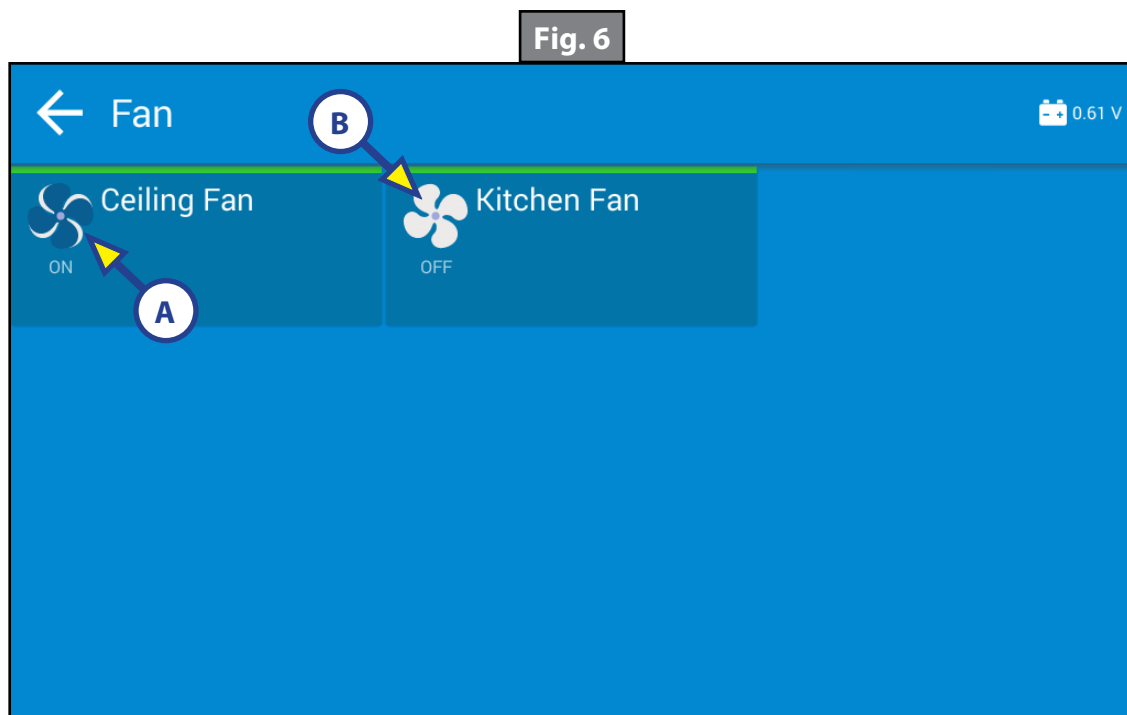 Fig. 6
Fan
0.61 V
B
Ceiling Fan
Kitchen Fan
ON
OFF
A